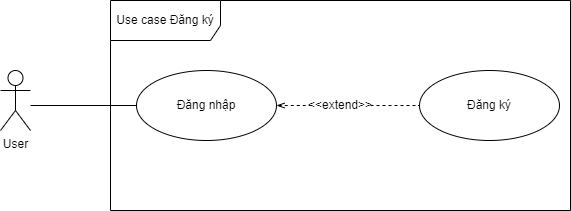 Use case Đăng ký
Đăng nhập
<<extend>>
Đăng ký
User